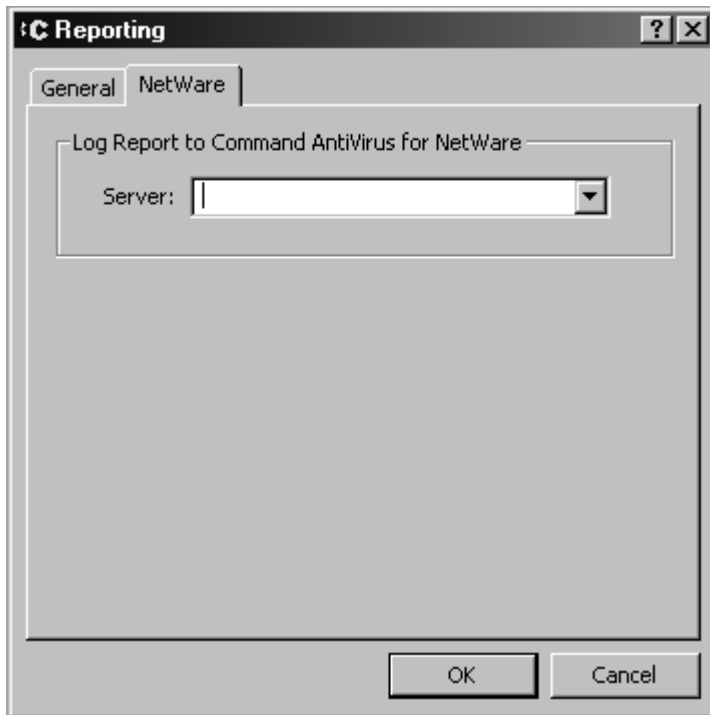 C Reporting
General
NetWare
Log Report to Command AntiVirus for NetWare
Server:
OK
Cancel